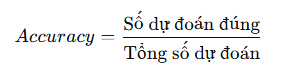 Accuracy = Số dự đoán đúng / Tổng số dự đoán